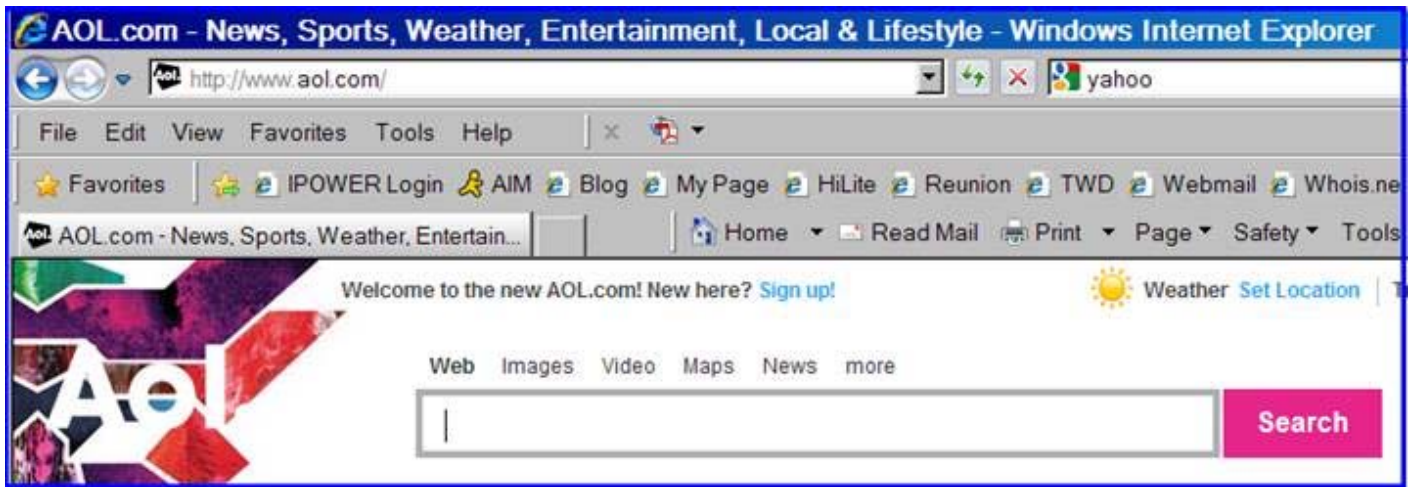 AOL.com - News, Sports, Weather, Entertainment, Local & Lifestyle - Windows Internet Explorer
Aol. http://www.aol.com/ yahoo
File Edit View Favorites Tools Help
Favorites IPOWER Login AIM Blog My Page HiLite Reunion TWD Webmail Whois.ne
Aol. AOL.com - News, Sports, Weather, Entertain... Home Read Mail Print Page Safety Tools
Welcome to the new AOL.com! New here? Sign up! Weather Set Location
Web Images Video Maps News more
Aol
Search